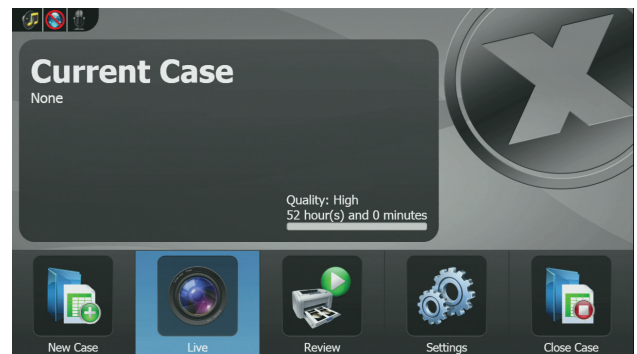 Current Case
None
Quality: High
52 hour(s) and 0 minutes
New Case
Live
Review
Settings
Close Case